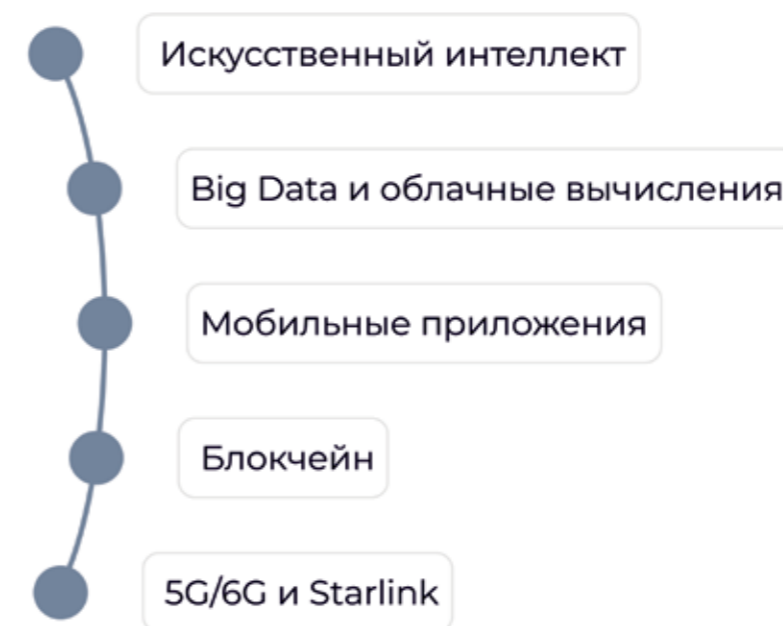 Искусственный интеллект
Big Data и облачные вычисления
Мобильные приложения
Блокчейн
5G/6G и Starlink